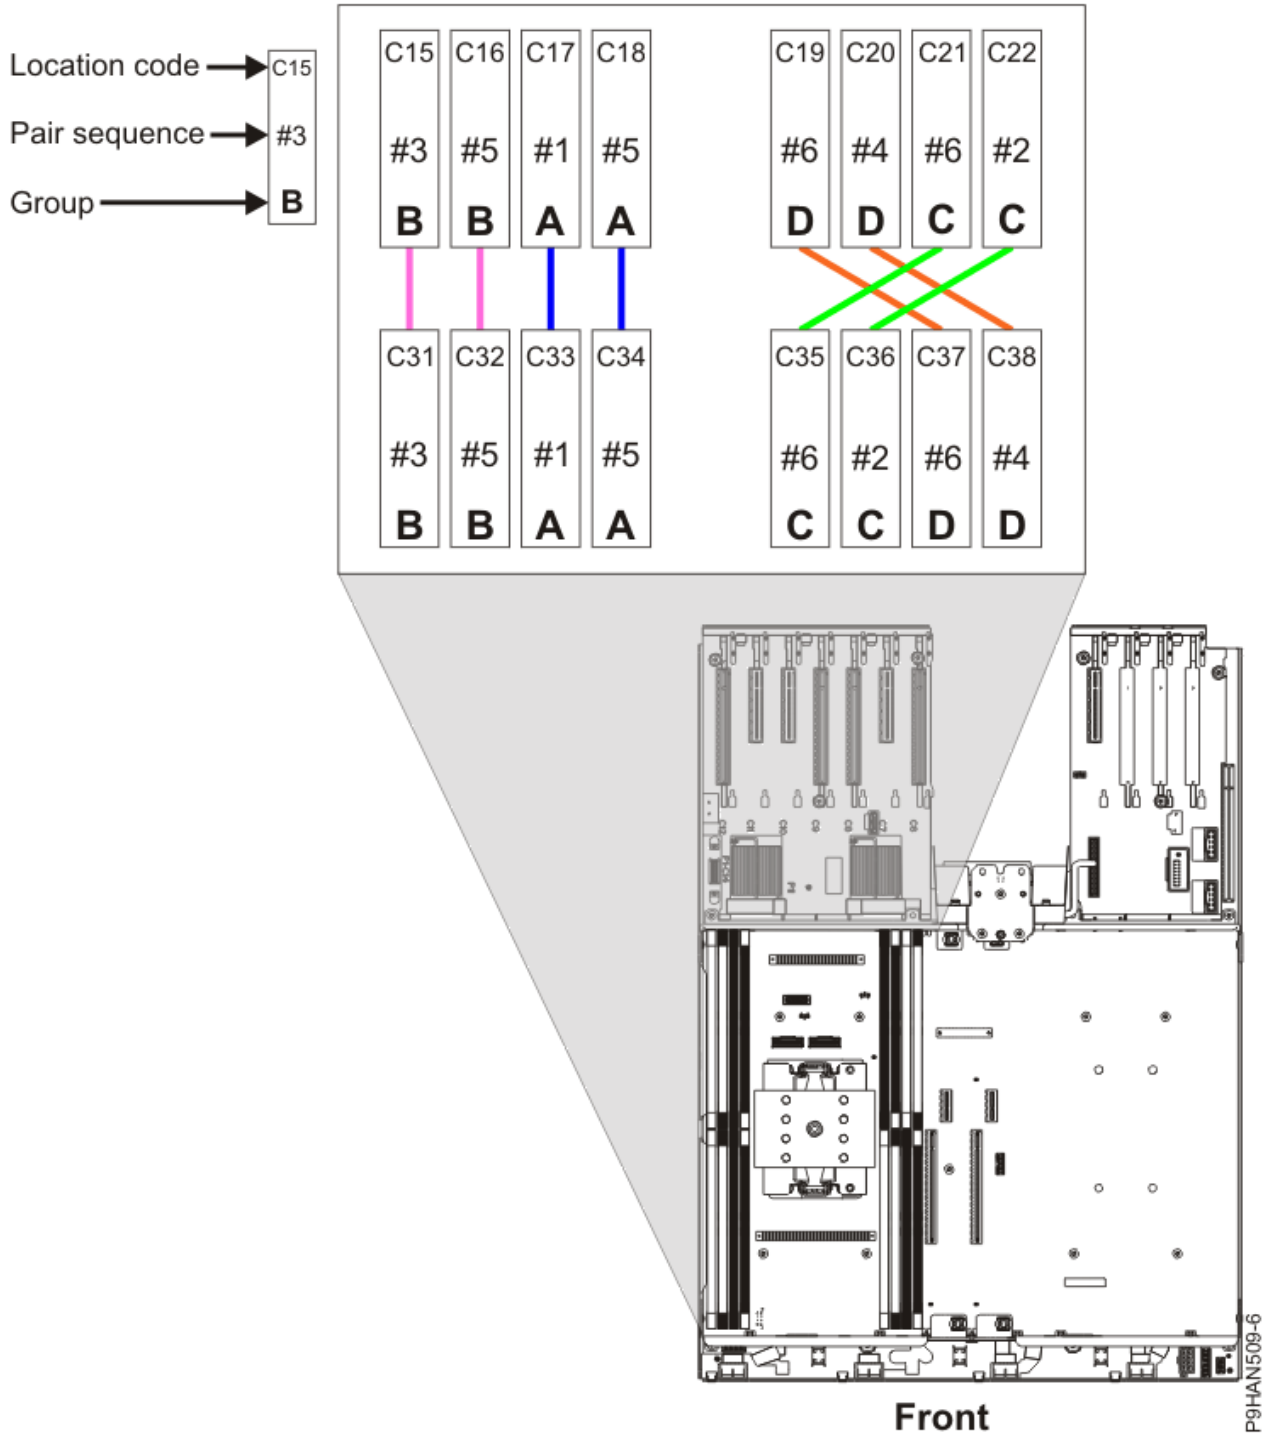 Location code
C15
Pair sequence
#3
Group
B
C15 C16 C17 C18 C19 C20 C21 C22
#3 #5 #1 #5 #6 #4 #6 #2
B B A A D D C C
C31 C32 C33 C34 C35 C36 C37 C38
#3 #5 #1 #5 #6 #2 #6 #4
B B A A C C D D
Front
P9HAN509-6